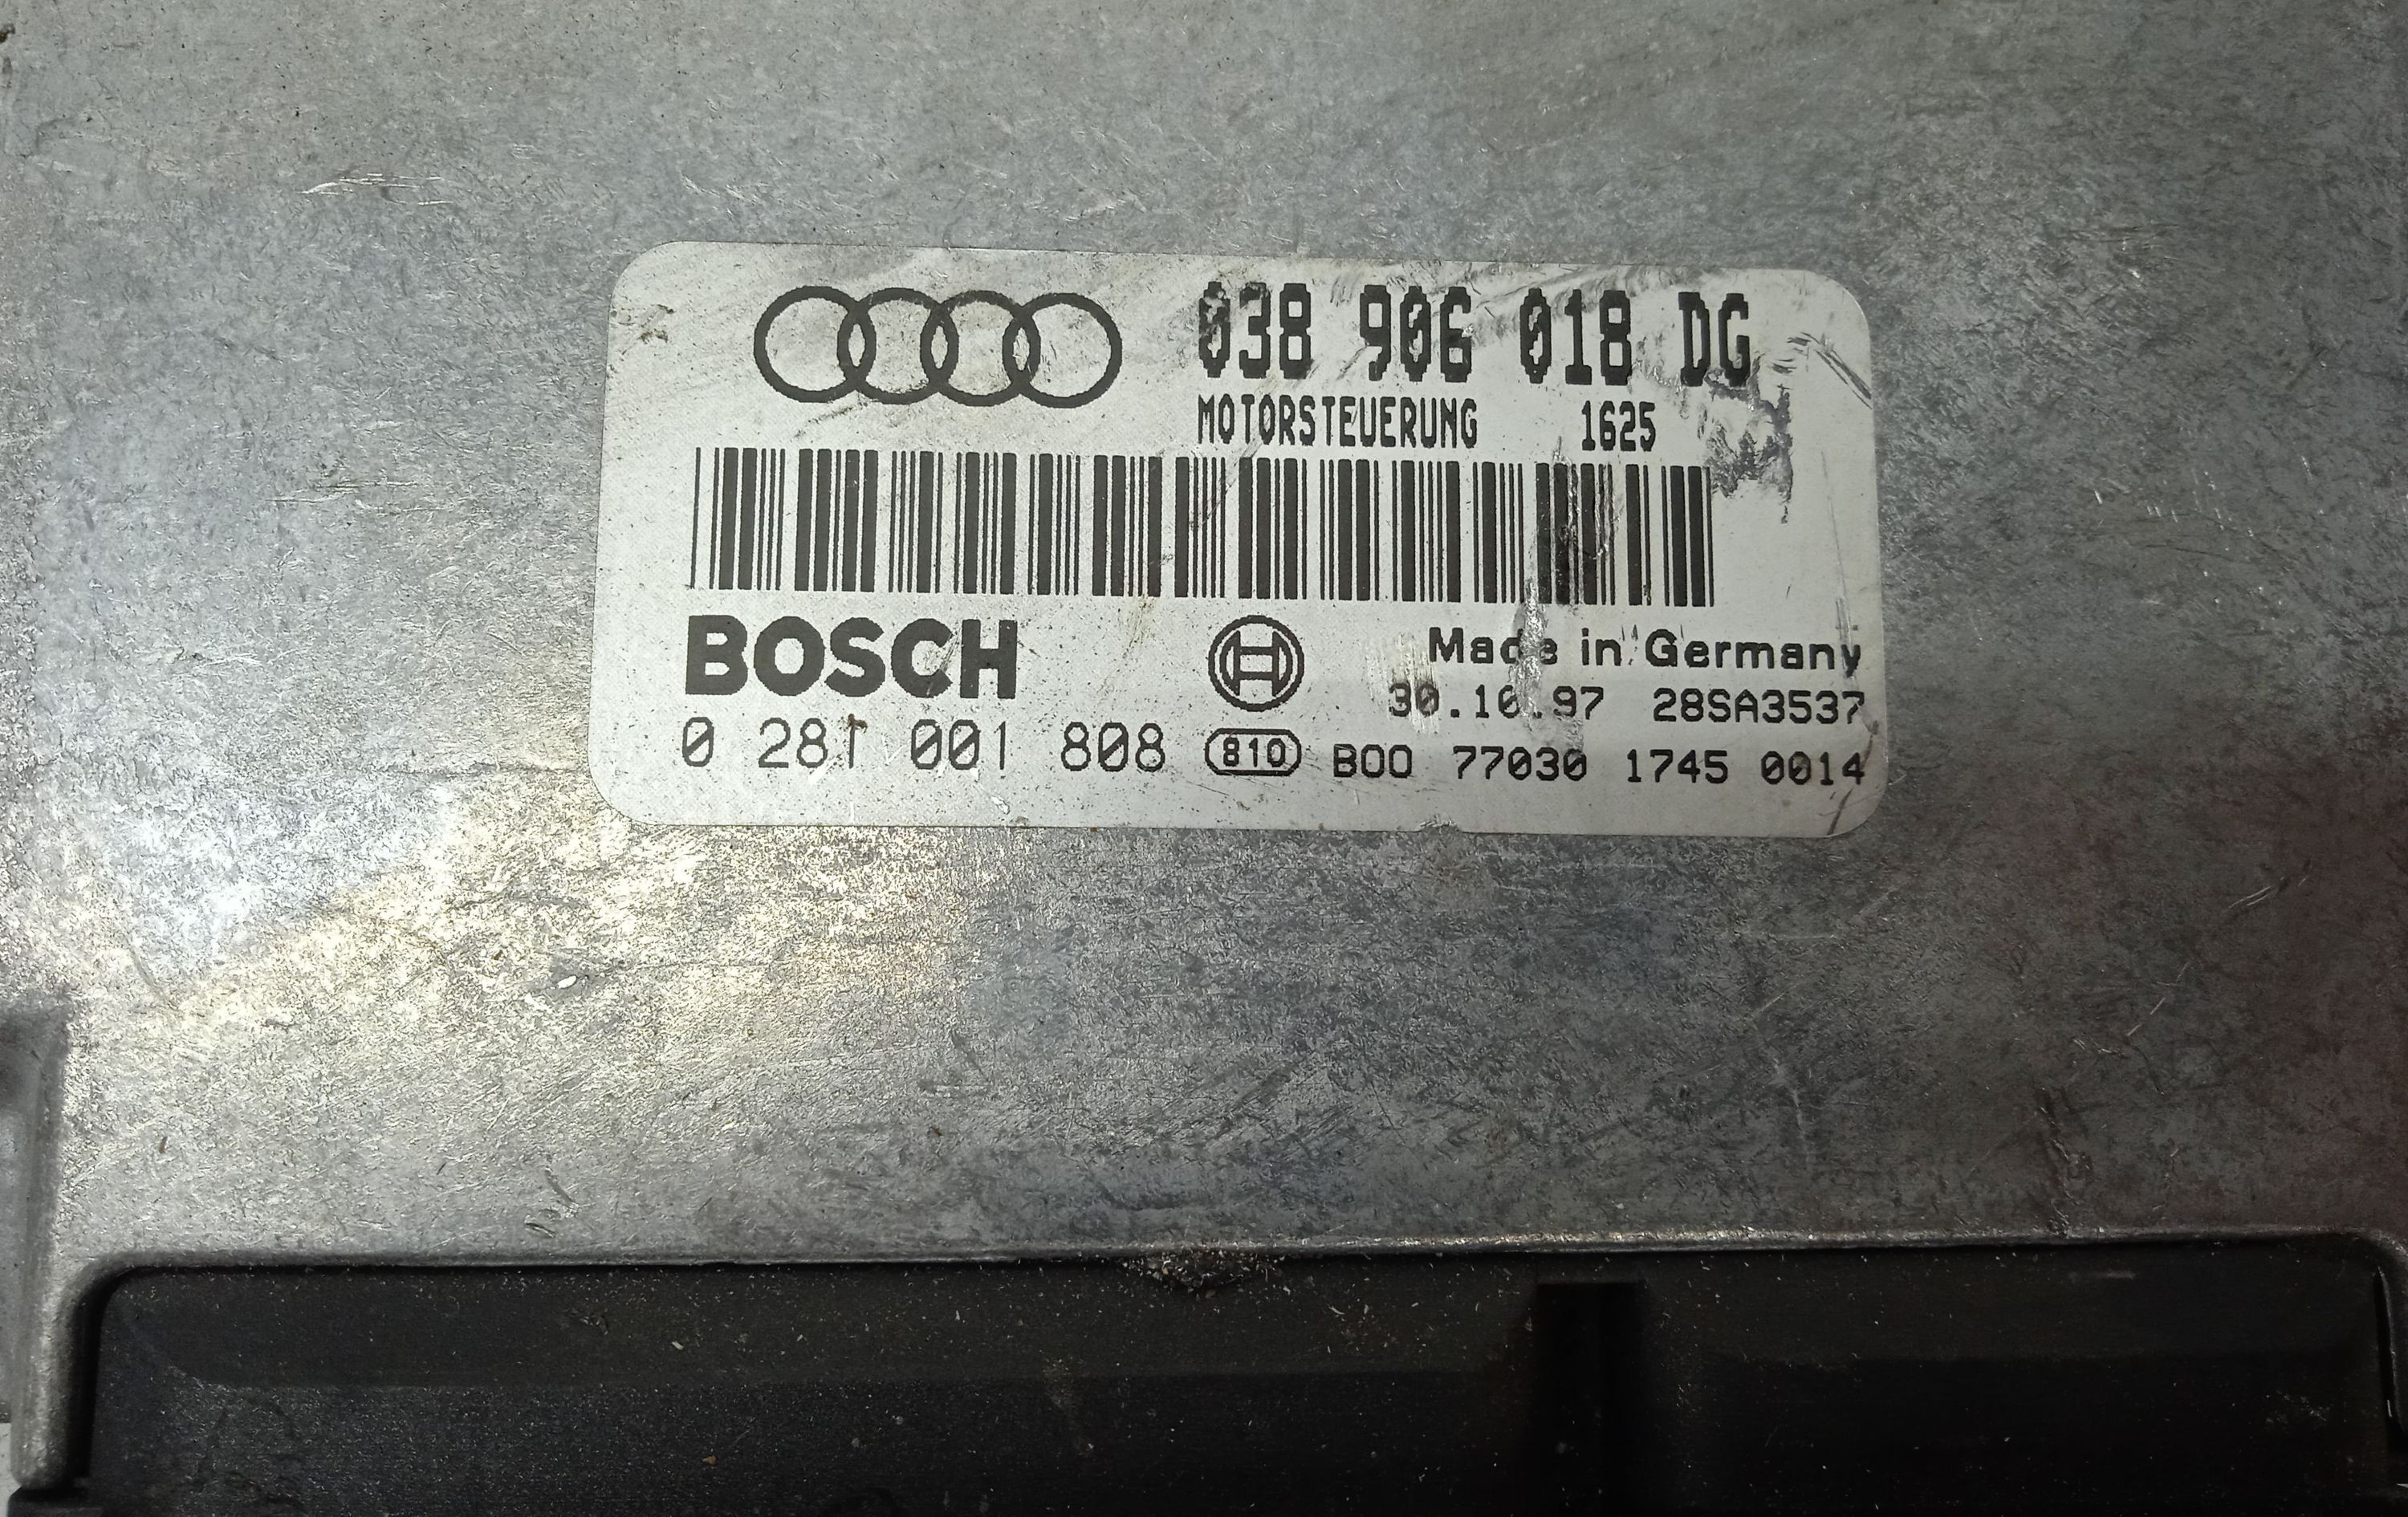 038 906 018 DG
MOTORSTEUERUNG 1625
BOSCH
Made in Germany
30.10.97 28SA3537
0 281 001 808 810 B00 77030 1745 0014